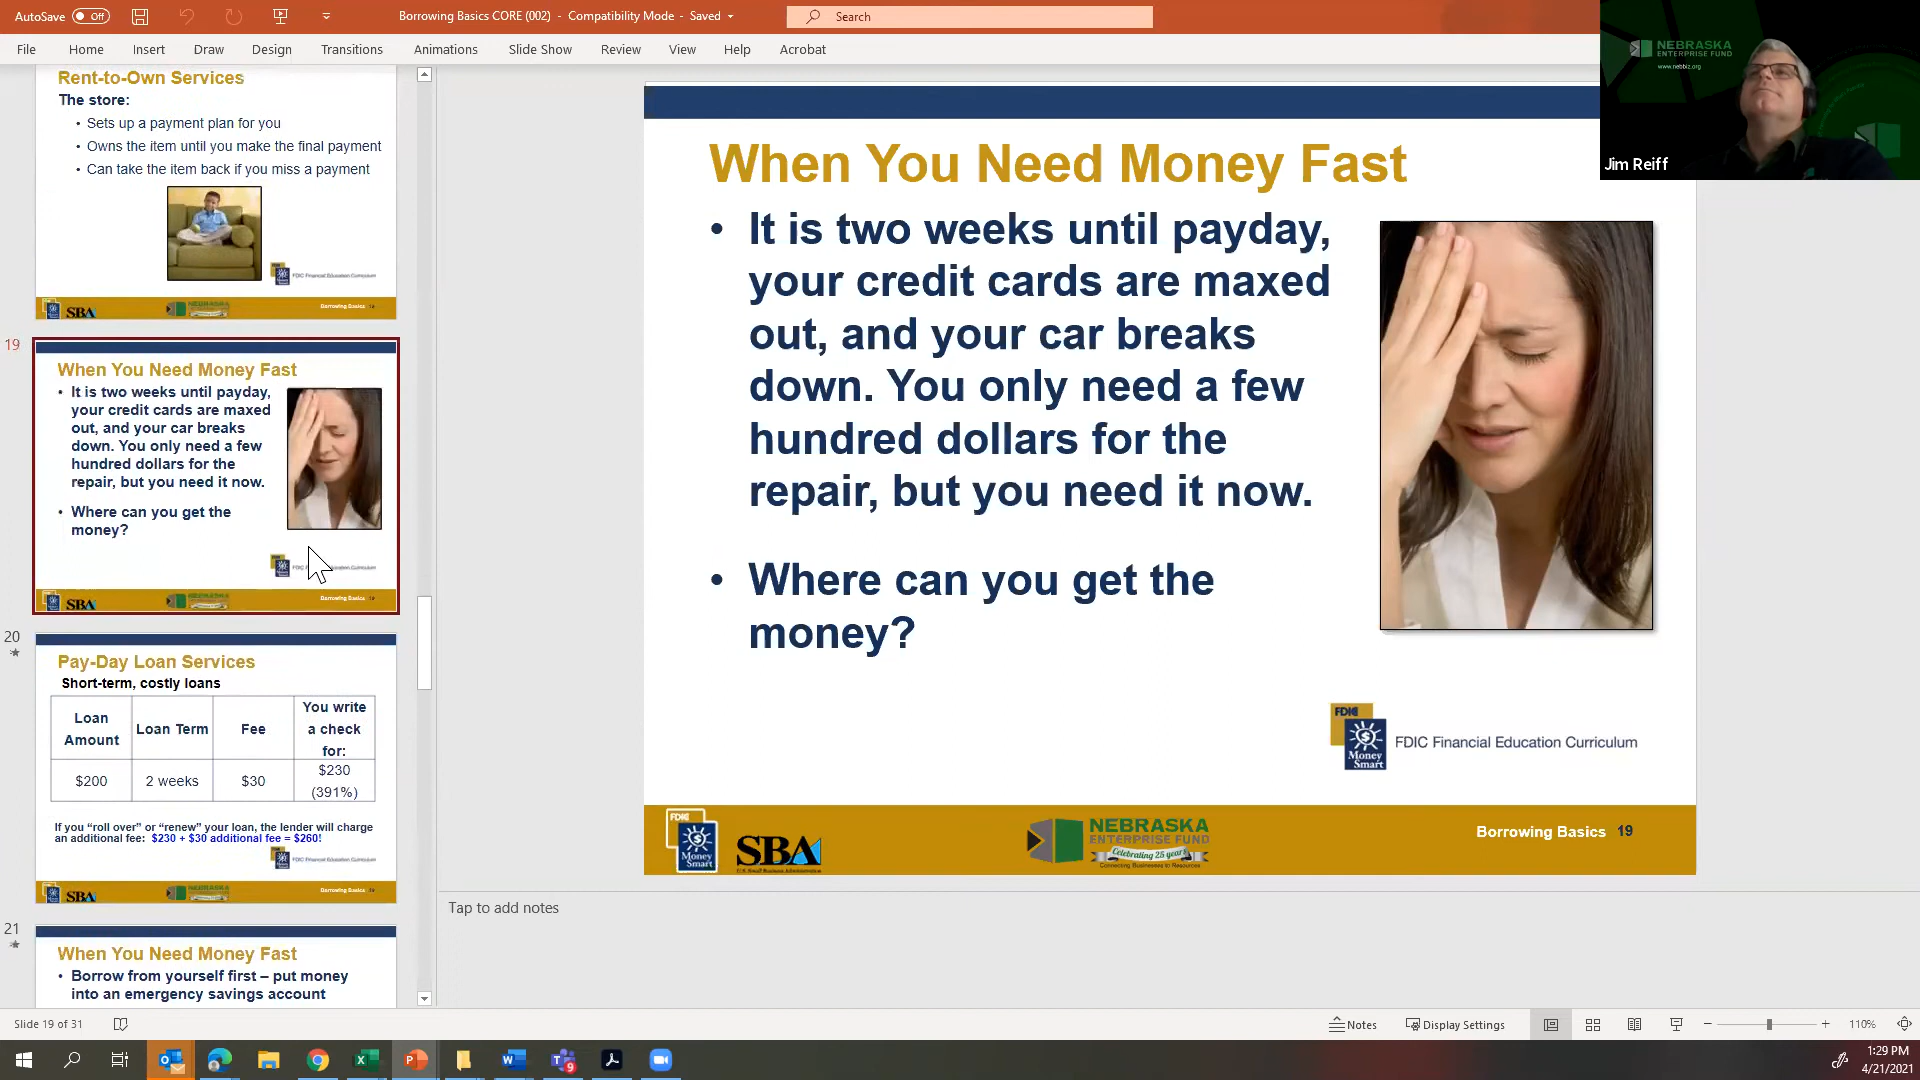 AutoSave Off
Borrowing Basics CORE (002) - Compatibility Mode - Saved
Search
File Home Insert Draw Design Transitions Animations Slide Show Review View Help Acrobat
NEBRASKA
ENTERPRISE FUND
www.nebbiz.org
Jim Reiff
Rent-to-Own Services
The store:
• Sets up a payment plan for you
• Owns the item until you make the final payment
• Can take the item back if you miss a payment
FDIC Financial Education Curriculum
SBA
Borrowing Basics
19
When You Need Money Fast
• It is two weeks until payday,
your credit cards are maxed
out, and your car breaks
down. You only need a few
hundred dollars for the
repair, but you need it now.
• Where can you get the
money?
SBA
Borrowing Basics
20
Pay-Day Loan Services
Short-term, costly loans
Loan Amount
Loan Term
Fee
You write a check for:
$200
2 weeks
$30
$230 (391%)
If you “roll over” or “renew” your loan, the lender will charge
an additional fee: $230 + $30 additional fee = $260!
FDIC Financial Education Curriculum
SBA
Borrowing Basics
21
When You Need Money Fast
• Borrow from yourself first – put money
into an emergency savings account
When You Need Money Fast
• It is two weeks until payday,
your credit cards are maxed
out, and your car breaks
down. You only need a few
hundred dollars for the
repair, but you need it now.
• Where can you get the
money?
FDIC
Money
Smart
FDIC Financial Education Curriculum
FDIC
Money
Smart
SBA
U.S. Small Business Administration
NEBRASKA
ENTERPRISE FUND
Celebrating 25 years
Connecting Businesses to Resources
Borrowing Basics 19
Tap to add notes
Slide 19 of 31
Notes
Display Settings
110%
9
1:29 PM
4/21/2021